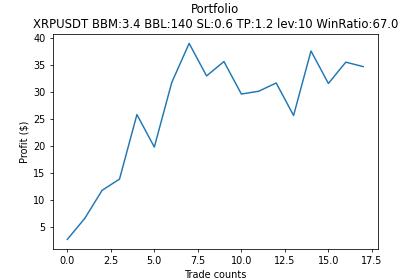 Portfolio
XRPUSDT BBM:3.4 BBL:140 SL:0.6 TP:1.2 lev:10 WinRatio:67.0
40
35
30
25
20
15
10
5
Profit ($)
0.0 2.5 5.0 7.5 10.0 12.5 15.0 17.5
Trade counts